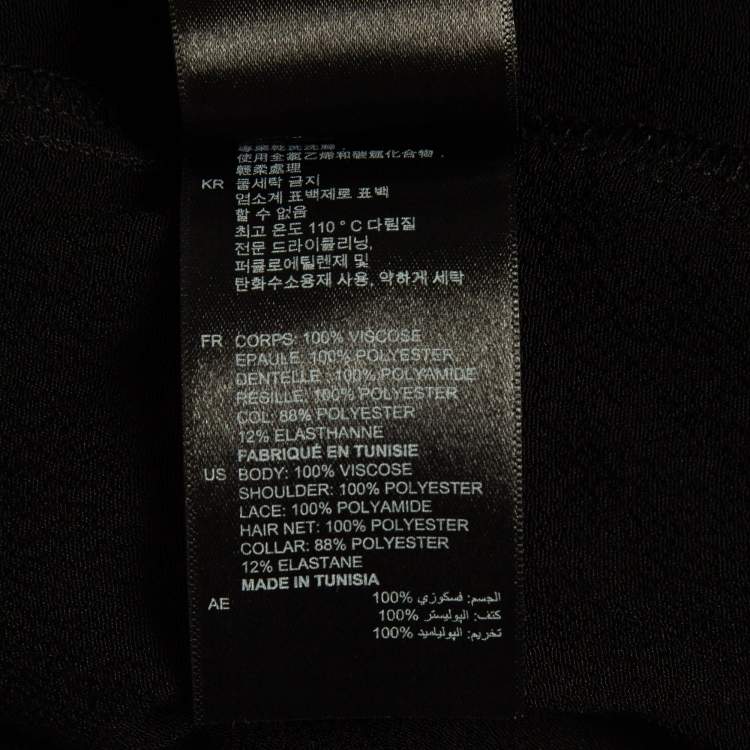 使用全氯乙烯和碳氫化合物，
輕柔處理
KR 물세탁 금지
염소계 표백제로 표백
할 수 없음
최고 온도 110 ° C 다림질
전문 드라이클리닝,
퍼클로에틸렌제 및
탄화수소용제 사용, 약하게 세탁
FR CORPS: 100% VISCOSE
EPAULE: 100% POLYESTER
DENTELLE : 100% POLYAMIDE
RESILLE: 100% POLYESTER
COL: 88% POLYESTER
12% ELASTHANNE
FABRIQUÉ EN TUNISIE
US BODY: 100% VISCOSE
SHOULDER: 100% POLYESTER
LACE: 100% POLYAMIDE
HAIR NET: 100% POLYESTER
COLLAR: 88% POLYESTER
12% ELASTANE
MADE IN TUNISIA
AE الجسم: فسكوزي %100
كتف: البوليستر %100
تخريم: البولياميد %100